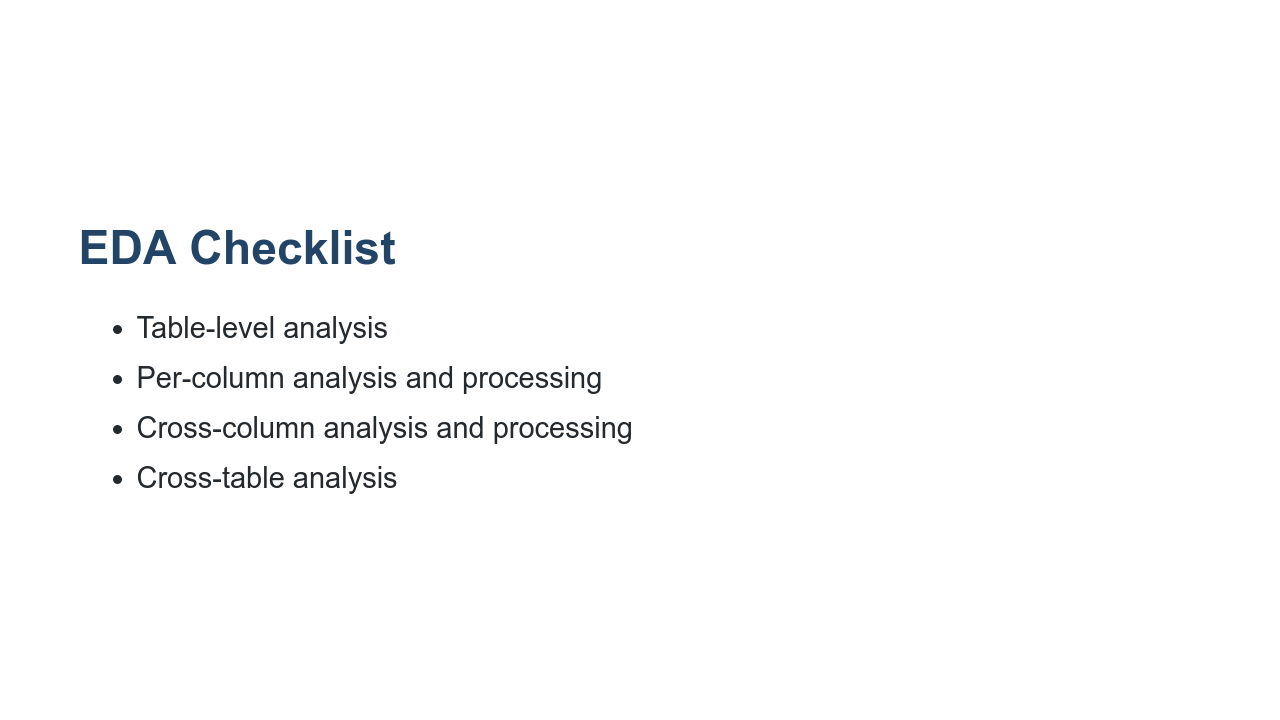 EDA Checklist
• Table-level analysis
• Per-column analysis and processing
• Cross-column analysis and processing
• Cross-table analysis